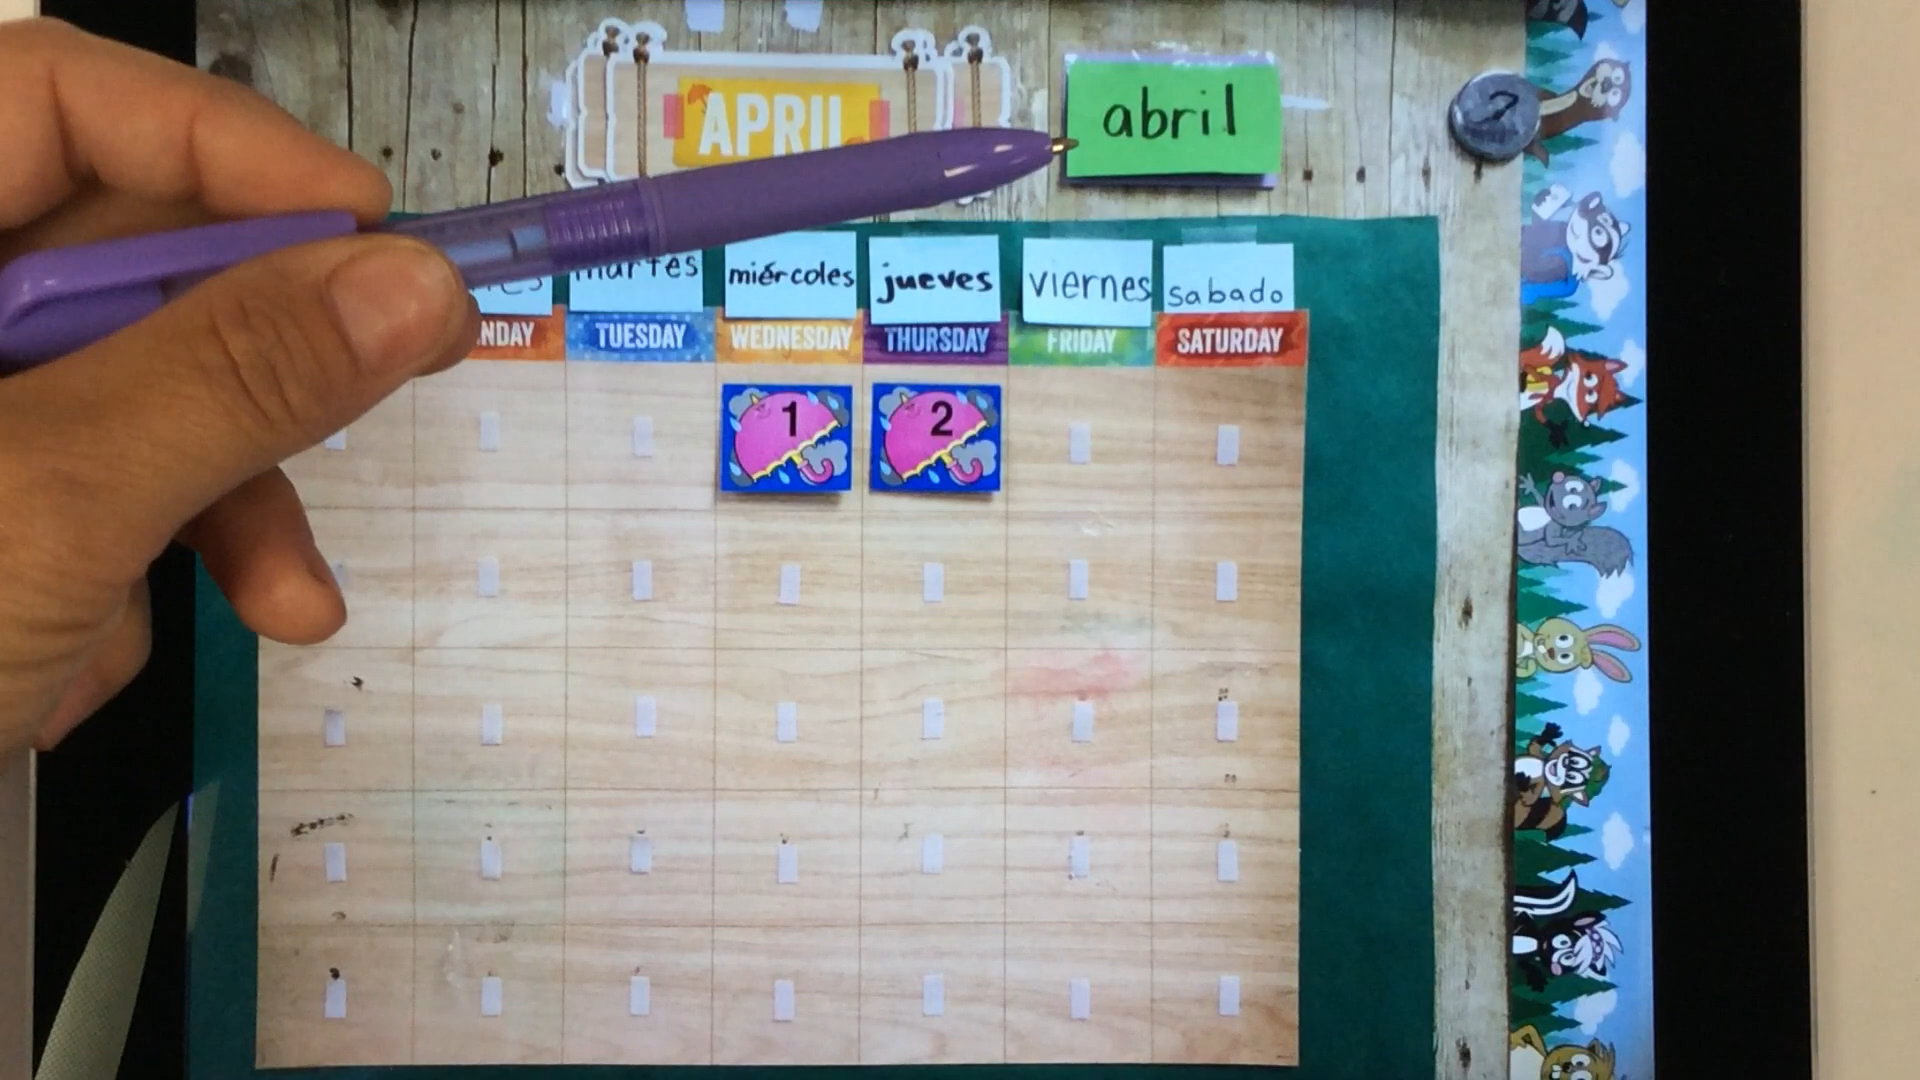 APRIL
abril
martes
miércoles
jueves
viernes
sabado
TUESDAY
WEDNESDAY
THURSDAY
FRIDAY
SATURDAY
1
2